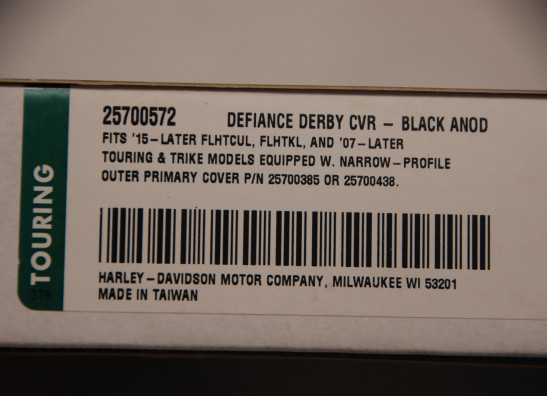 25700572 DEFIANCE DERBY CVR – BLACK ANOD
FITS '15–LATER FLHTCUL, FLHTKL, AND '07–LATER
TOURING & TRIKE MODELS EQUIPPED W. NARROW–PROFILE
OUTER PRIMARY COVER P/N 25700385 OR 25700438.
HARLEY–DAVIDSON MOTOR COMPANY, MILWAUKEE WI 53201
MADE IN TAIWAN
TOURING
378